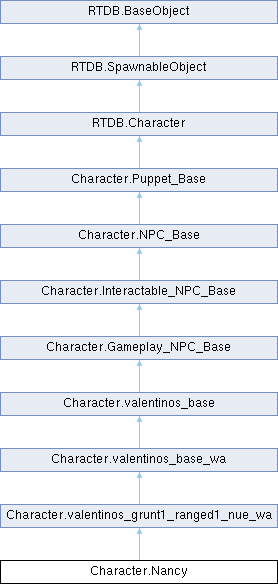 RTDB.BaseObject
RTDB.SpawnableObject
RTDB.Character
Character.Puppet_Base
Character.NPC_Base
Character.Interactable_NPC_Base
Character.Gameplay_NPC_Base
Character.valentinos_base
Character.valentinos_base_wa
Character.valentinos_grunt1_ranged1_nue_wa
Character.Nancy